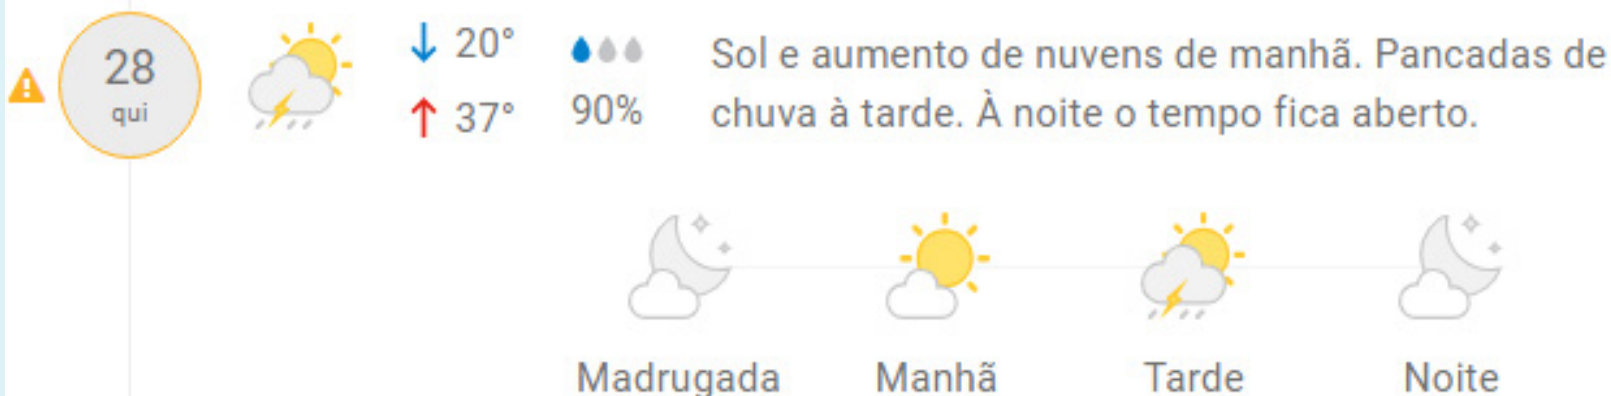 28
qui
20°
37°
90%
Sol e aumento de nuvens de manhã. Pancadas de
chuva à tarde. À noite o tempo fica aberto.
Madrugada Manhã Tarde Noite